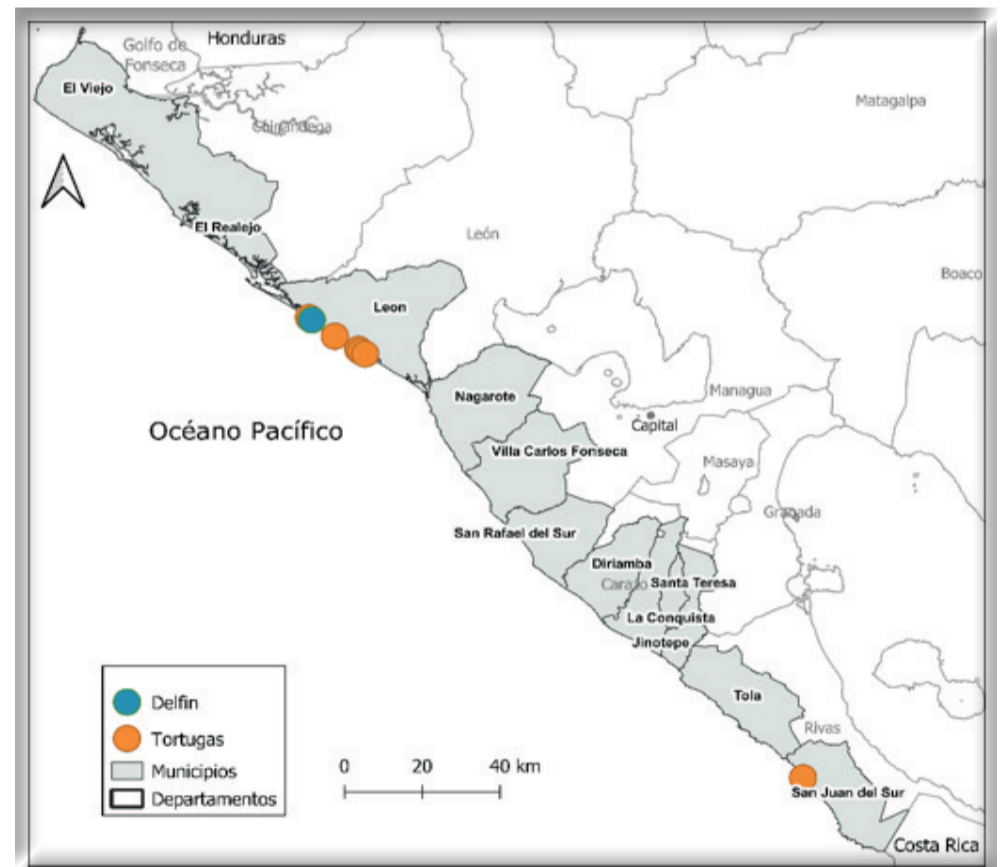 Honduras
Golfo de
Fonseca
El Viejo
Chinandega
Matagalpa
El Realejo
León
Boaco
Leon
Managua
Nagarote
Capital
Océano Pacífico
Villa Carlos Fonseca
Masaya
Granada
San Rafael del Sur
Diriamba
Carazo
Santa Teresa
La Conquista
Jinotepe
Tola
Rivas
San Juan del Sur
Costa Rica
Delfin
Tortugas
Municipios
Departamentos
0 20 40 km